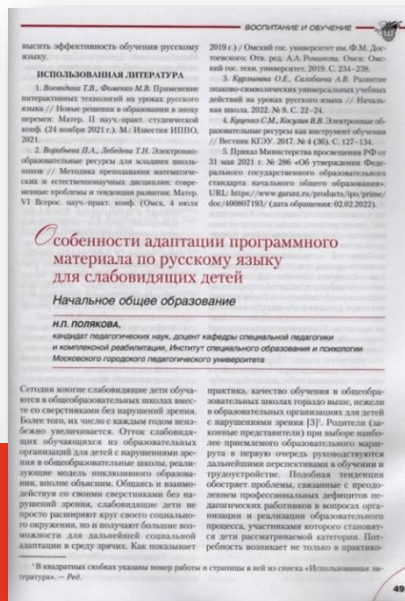 ВОСПИТАНИЕ И ОБУЧЕНИЕ
высить эффективность обучения русскому
языку.
ИСПОЛЬЗОВАННАЯ ЛИТЕРАТУРА
1. Воеводина Т.В., Фоменко М.В. Применение
интерактивных технологий на уроках русского
языка // Новые решения в образовании в эпоху
перемен: Матер. II науч.-практ. студенческой
конф. (24 ноября 2021 г.). М.: Известия ИППО,
2021.
2. Воробьева П.А., Лебедева Т.Н. Электронно-
образовательные ресурсы для младших школь-
ников // Методика преподавания математиче-
ских и естественнонаучных дисциплин: совре-
менные проблемы и тенденции развития: Матер.
VI Всерос. науч.-практ. конф. (Омск, 4 июля
2019 г.) / Омский гос. университет им. Ф.М. Дос-
тоевского; Отв. ред. А.А. Романова. Омск: Омс-
кий гос. техн. университет, 2019. С. 234–238.
3. Курлыгина О.Е., Салобаева А.В. Развитие
знаково-символических универсальных учебных
действий на уроках русского языка // Началь-
ная школа. 2022. № 8. С. 22–24.
4. Куценко С.М., Косулин В.В. Электронные об-
разовательные ресурсы как инструмент обучения
// Вестник КГЭУ. 2017. № 4 (36). С. 127–134.
5. Приказ Министерства просвещения РФ от
31 мая 2021 г. № 286 «Об утверждении Феде-
рального государственного образовательного
стандарта начального общего образования».
URL: https://www.garant.ru/products/ipo/prime/
doc/400807193/ (дата обращения: 02.02.2022).
Особенности адаптации программного
материала по русскому языку
для слабовидящих детей
Начальное общее образование
Н.П. ПОЛЯКОВА,
кандидат педагогических наук, доцент кафедры специальной педагогики
и комплексной реабилитации, Институт специального образования и психологии
Московского городского педагогического университета
Сегодня многие слабовидящие дети обуча-
ются в общеобразовательных школах вмес-
те со сверстниками без нарушений зрения.
Более того, их число с каждым годом неиз-
бежно увеличивается. Отток слабовидя-
щих обучающихся из образовательных
организаций для детей с нарушениями зре-
ния в общеобразовательные школы, реали-
зующие модель инклюзивного образова-
ния, вполне объясним. Общаясь и взаимо-
действуя со своими сверстниками без на-
рушений зрения, слабовидящие дети не
просто расширяют круг своего социально-
го окружения, но и получают большие воз-
можности для дальнейшей социальной
адаптации в среду зрячих. Как показывает
практика, качество обучения в общеобра-
зовательных школах гораздо выше, нежели
в образовательных организациях для детей
с нарушениями зрения [3]¹. Родители (за-
конные представители) при выборе наибо-
лее приемлемого образовательного марш-
рута в первую очередь руководствуются
дальнейшими перспективами в обучении и
трудоустройстве. Подобная тенденция
обостряет проблемы, связанные с преодо-
лением профессиональных дефицитов пе-
дагогических работников в вопросах орга-
низации и реализации образовательного
процесса, участниками которого становят-
ся дети рассматриваемой категории. Пот-
ребность возникает не только в практико-
¹ В квадратных скобках указаны номер работы и страницы в ней из списка «Использованная ли-
тература». — Ред.
49